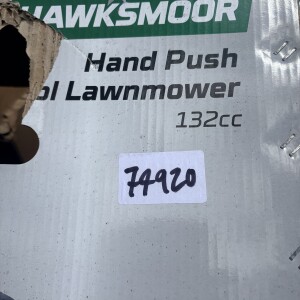 HAWKSMOOR
Hand Push
ol Lawnmower
132cc
74920